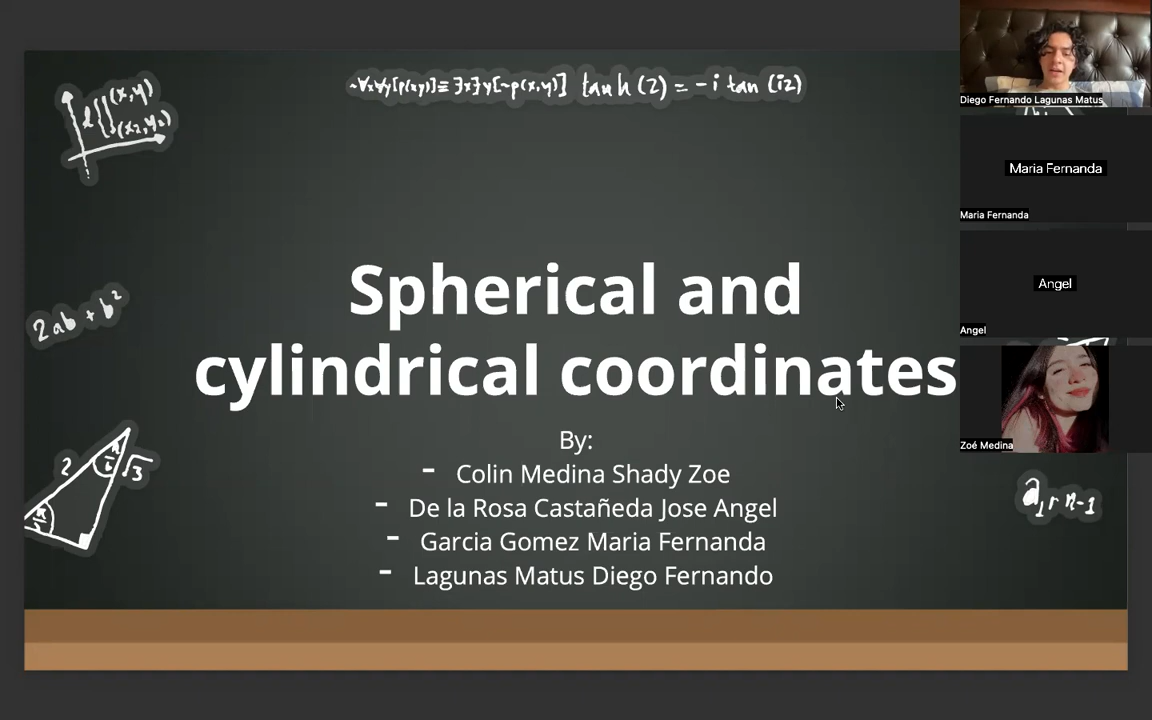 ~∀x∀y[p(x,y)]≡∃x∃y[~p(x,y)] tanh(z) = -i tan(iz)
(x,y)
(x2,y2)
2ab + b²
2
√3
Spherical and
cylindrical coordinates
By:
- Colin Medina Shady Zoe
- De la Rosa Castañeda Jose Angel
- Garcia Gomez Maria Fernanda
- Lagunas Matus Diego Fernando
Diego Fernando Lagunas Matus
Maria Fernanda
Maria Fernanda
Angel
Angel
Zoé Medina